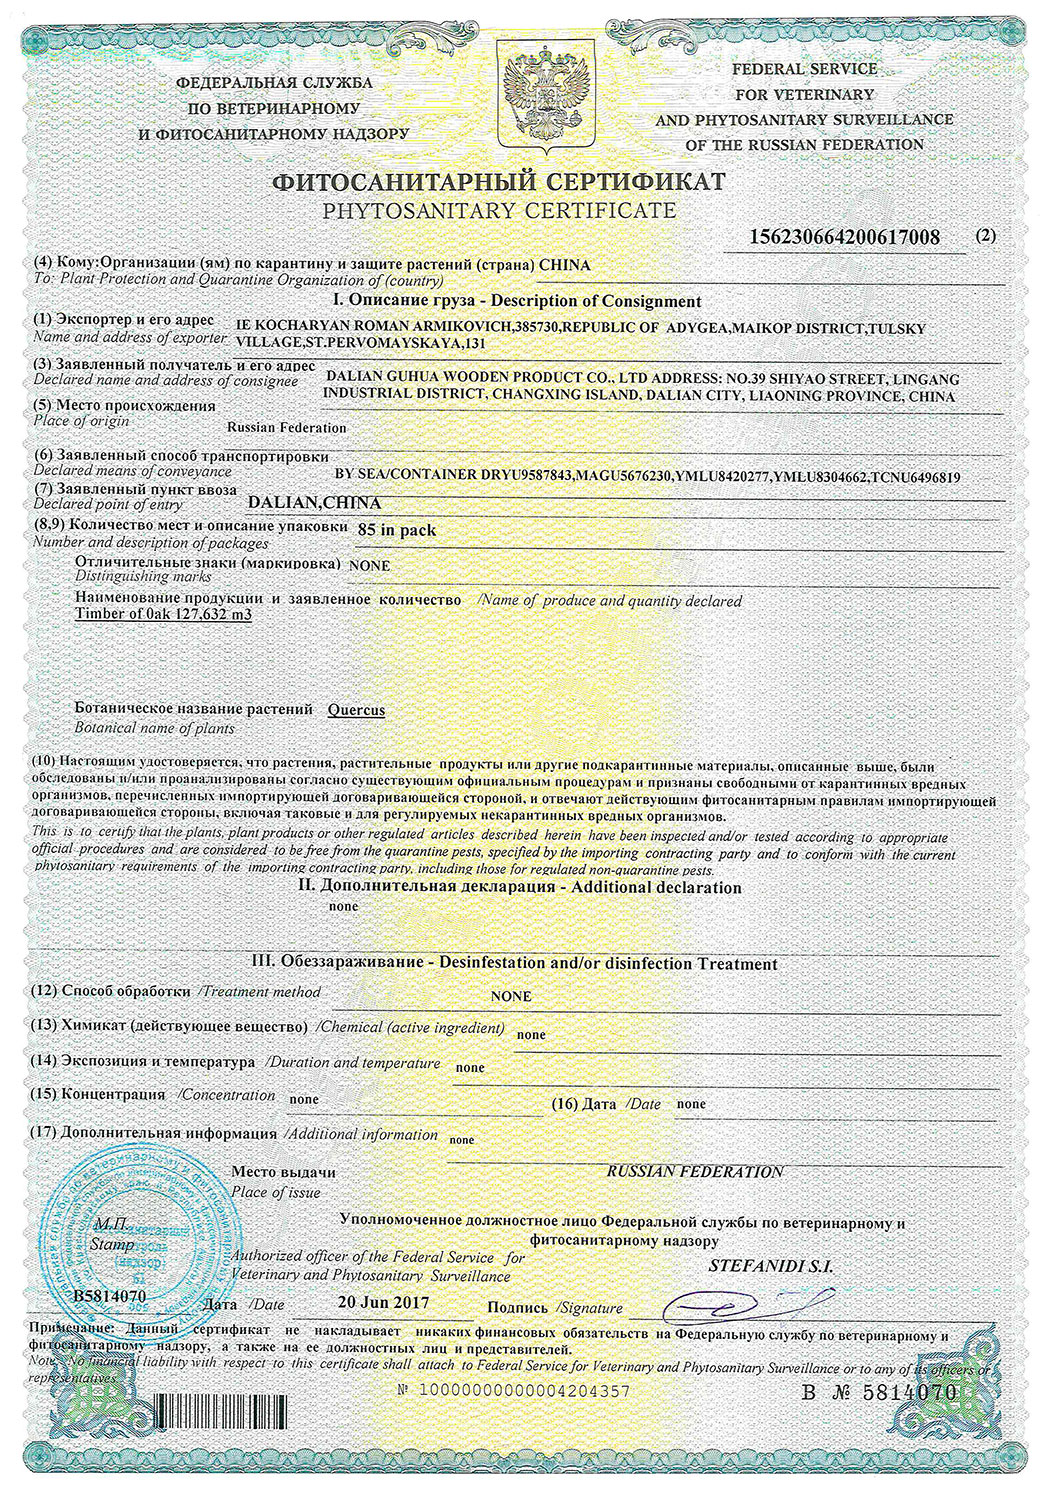 ФЕДЕРАЛЬНАЯ СЛУЖБА
ПО ВЕТЕРИНАРНОМУ
И ФИТОСАНИТАРНОМУ НАДЗОРУ
FEDERAL SERVICE
FOR VETERINARY
AND PHYTOSANITARY SURVEILLANCE
OF THE RUSSIAN FEDERATION
ФИТОСАНИТАРНЫЙ СЕРТИФИКАТ
PHYTOSANITARY CERTIFICATE
156230664200617008 (2)
(4) Кому:Организации (ям) по карантину и защите растений (страна) CHINA
To: Plant Protection and Quarantine Organization of (country)
I. Описание груза - Description of Consignment
(1) Экспортер и его адрес
Name and address of exporter
IE KOCHARYAN ROMAN ARMIKOVICH,385730,REPUBLIC OF ADYGEA,MAIKOP DISTRICT,TULSKY
VILLAGE,ST.PERVOMAYSKAYA,131
(3) Заявленный получатель и его адрес
Declared name and address of consignee
DALIAN GUHUA WOODEN PRODUCT CO., LTD ADDRESS: NO.39 SHIYAO STREET, LINGANG
INDUSTRIAL DISTRICT, CHANGXING ISLAND, DALIAN CITY, LIAONING PROVINCE, CHINA
(5) Место происхождения
Place of origin
Russian Federation
(6) Заявленный способ транспортировки
Declared means of conveyance
BY SEA/CONTAINER DRYU9587843,MAGU5676230,YMLU8420277,YMLU8304662,TCNU6496819
(7) Заявленный пункт ввоза
Declared point of entry
DALIAN,CHINA
(8,9) Количество мест и описание упаковки 85 in pack
Number and description of packages
Отличительные знаки (маркировка) NONE
Distinguishing marks
Наименование продукции и заявленное количество /Name of produce and quantity declared
Timber of 0ak 127,632 m3
Ботаническое название растений Quercus
Botanical name of plants
(10) Настоящим удостоверяется, что растения, растительные продукты или другие подкарантинные материалы, описанные выше, были
обследованы и/или проанализированы согласно существующим официальным процедурам и признаны свободными от карантинных вредных
организмов, перечисленных импортирующей договаривающейся стороной, и отвечают действующим фитосанитарным правилам импортирующей
договаривающейся стороны, включая таковые и для регулируемых некарантинных вредных организмов.
This is to certify that the plants, plant products or other regulated articles described herein have been inspected and/or tested according to appropriate
official procedures and are considered to be free from the quarantine pests, specified by the importing contracting party and to conform with the current
phytosanitary requirements of the importing contracting party, including those for regulated non-quarantine pests.
II. Дополнительная декларация - Additional declaration
none
III. Обеззараживание - Desinfestation and/or disinfection Treatment
(12) Способ обработки /Treatment method NONE
(13) Химикат (действующее вещество) /Chemical (active ingredient) none
(14) Экспозиция и температура /Duration and temperature none
(15) Концентрация /Concentration none (16) Дата /Date none
(17) Дополнительная информация /Additional information none
Место выдачи RUSSIAN FEDERATION
Place of issue
М.П.
Stamp
Уполномоченное должностное лицо Федеральной службы по ветеринарному и
фитосанитарному надзору
Authorized officer of the Federal Service for
Veterinary and Phytosanitary Surveillance
STEFANIDI S.I.
B5814070
Дата /Date 20 Jun 2017 Подпись /Signature
Примечание: Данный сертификат не накладывает никаких финансовых обязательств на Федеральную службу по ветеринарному и
фитосанитарному надзору, а также на ее должностных лиц и представителей.
Note. No financial liability with respect to this certificate shall attach to Federal Service for Veterinary and Phytosanitary Surveillance or to any of its officers or
representatives.
№ 10000000000004204357
В № 5814070